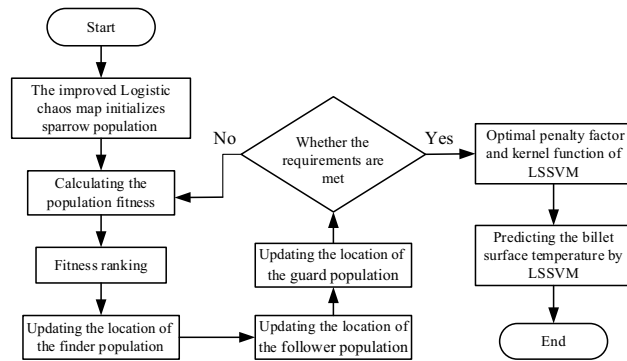 Start
The improved Logistic
chaos map initializes
sparrow population
Calculating the
population fitness
Fitness ranking
Updating the location of
the finder population
Updating the location of
the follower population
Updating the location of
the guard population
Whether the
requirements are
met
No
Yes
Optimal penalty factor
and kernel function of
LSSVM
Predicting the billet
surface temperature by
LSSVM
End